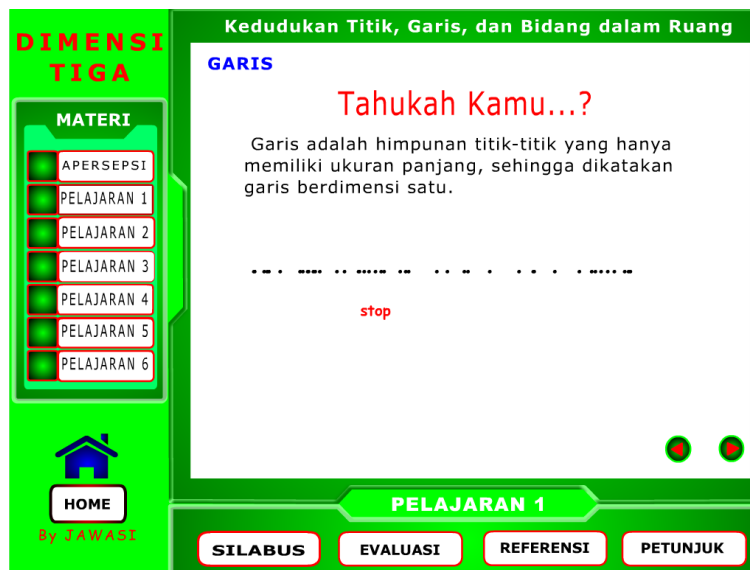 DIMENSI
TIGA
MATERI
APERSEPSI
PELAJARAN 1
PELAJARAN 2
PELAJARAN 3
PELAJARAN 4
PELAJARAN 5
PELAJARAN 6
HOME
By JAWASI
Kedudukan Titik, Garis, dan Bidang dalam Ruang
GARIS
Tahukah Kamu...?
Garis adalah himpunan titik-titik yang hanya
memiliki ukuran panjang, sehingga dikatakan
garis berdimensi satu.
stop
PELAJARAN 1
SILABUS
EVALUASI
REFERENSI
PETUNJUK